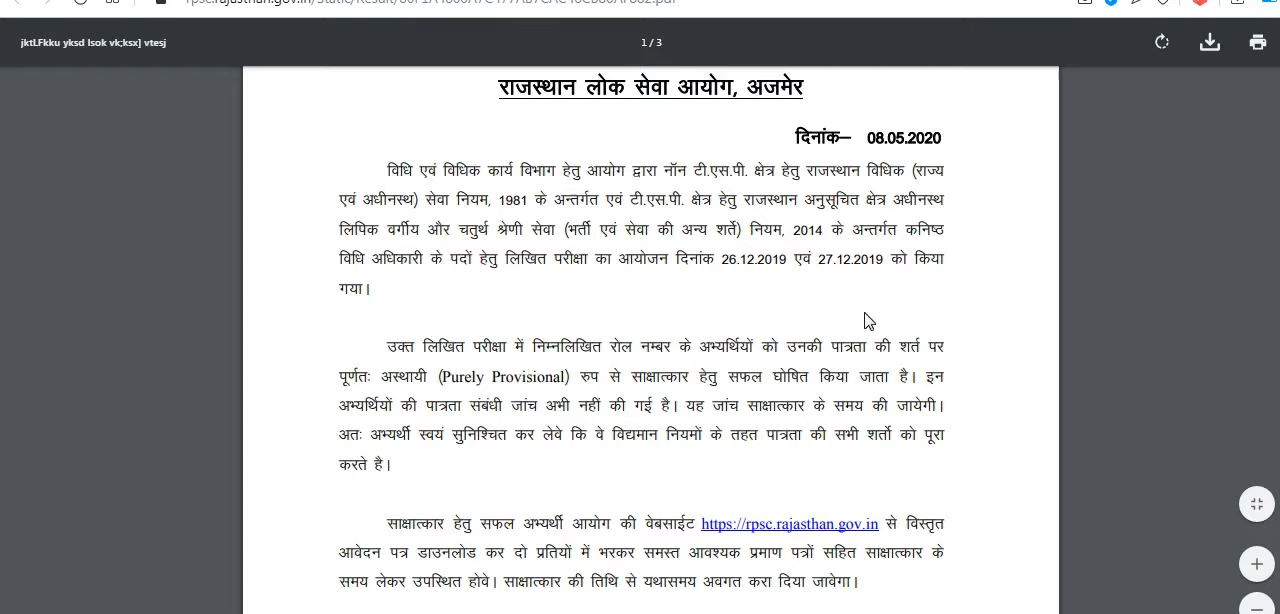 jktLFkku yksd lsok vk;ksx] vtesj
1 / 3
राजस्थान लोक सेवा आयोग, अजमेर
दिनांक– 08.05.2020
विधि एवं विधिक कार्य विभाग हेतु आयोग द्वारा नॉन टी.एस.पी. क्षेत्र हेतु राजस्थान विधिक (राज्य
एवं अधीनस्थ) सेवा नियम, 1981 के अन्तर्गत एवं टी.एस.पी. क्षेत्र हेतु राजस्थान अनुसूचित क्षेत्र अधीनस्थ
लिपिक वर्गीय और चतुर्थ श्रेणी सेवा (भर्ती एवं सेवा की अन्य शर्ते) नियम, 2014 के अन्तर्गत कनिष्ठ
विधि अधिकारी के पदों हेतु लिखित परीक्षा का आयोजन दिनांक 26.12.2019 एवं 27.12.2019 को किया
गया।
उक्त लिखित परीक्षा में निम्नलिखित रोल नम्बर के अभ्यर्थियों को उनकी पात्रता की शर्त पर
पूर्णतः अस्थायी (Purely Provisional) रुप से साक्षात्कार हेतु सफल घोषित किया जाता है। इन
अभ्यर्थियों की पात्रता संबंधी जांच अभी नहीं की गई है। यह जांच साक्षात्कार के समय की जायेगी।
अतः अभ्यर्थी स्वयं सुनिश्चित कर लेवे कि वे विद्यमान नियमों के तहत पात्रता की सभी शर्तो को पूरा
करते है।
साक्षात्कार हेतु सफल अभ्यर्थी आयोग की वेबसाईट https://rpsc.rajasthan.gov.in से विस्तृत
आवेदन पत्र डाउनलोड कर दो प्रतियों में भरकर समस्त आवश्यक प्रमाण पत्रों सहित साक्षात्कार के
समय लेकर उपस्थित होवे। साक्षात्कार की तिथि से यथासमय अवगत करा दिया जावेगा।